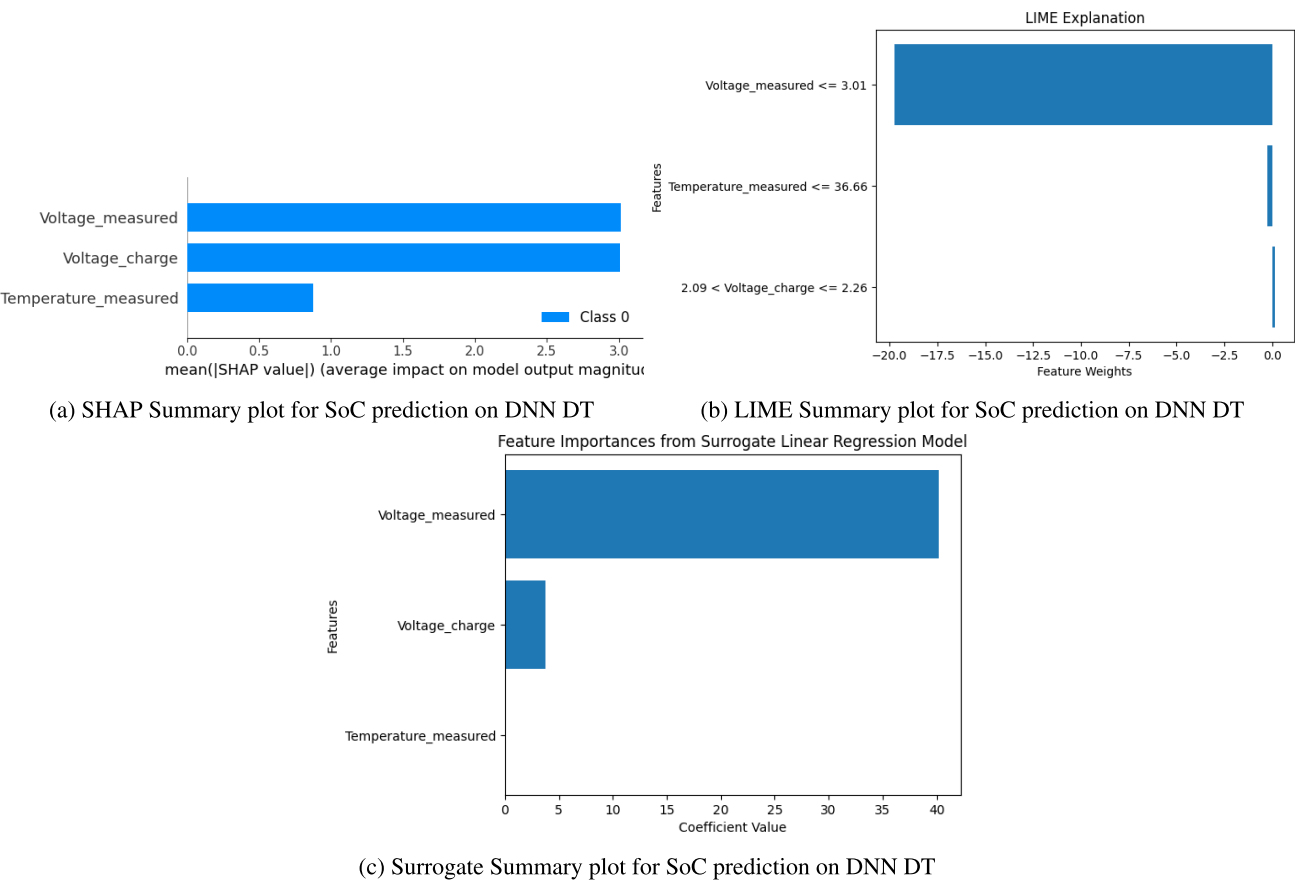 Voltage_measured
Voltage_charge
Temperature_measured
Class 0
0.0 0.5 1.0 1.5 2.0 2.5 3.0
mean(|SHAP value|) (average impact on model output magnitud
(a) SHAP Summary plot for SoC prediction on DNN DT
LIME Explanation
Features
Voltage_measured <= 3.01
Temperature_measured <= 36.66
2.09 < Voltage_charge <= 2.26
−20.0 −17.5 −15.0 −12.5 −10.0 −7.5 −5.0 −2.5 0.0
Feature Weights
(b) LIME Summary plot for SoC prediction on DNN DT
Feature Importances from Surrogate Linear Regression Model
Features
Voltage_measured
Voltage_charge
Temperature_measured
0 5 10 15 20 25 30 35 40
Coefficient Value
(c) Surrogate Summary plot for SoC prediction on DNN DT